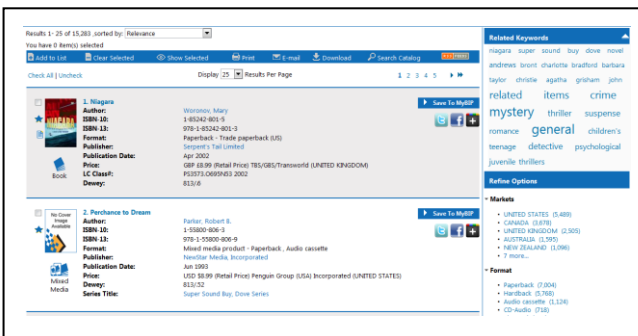 Results 1- 25 of 15,283 ,sorted by: Relevance
You have 0 item(s) selected
Add to List Clear Selected Show Selected Print E-mail Download Search Catalog
Check All | Uncheck Display 25 Results Per Page 1 2 3 4 5
1. Niagara
Save To MyBIP
Author: Woronov, Mary
ISBN-10: 1-85242-801-5
ISBN-13: 978-1-85242-801-3
Format: Paperback - Trade paperback (US)
Publisher: Serpent's Tail Limited
Publication Date: Apr 2002
Price: GBP £8.99 (Retail Price) TBS/GBS/Transworld (UNITED KINGDOM)
LC Class#: PS3573.O695N53 2002
Dewey: 813/.6
NIAGARA
Book
2. Perchance to Dream
Save To MyBIP
No Cover
Image
Available
Author: Parker, Robert B.
ISBN-10: 1-55800-806-3
ISBN-13: 978-1-55800-806-9
Format: Mixed media product - Paperback , Audio cassette
Publisher: NewStar Media, Incorporated
Publication Date: Jun 1993
Price: USD $8.99 (Retail Price) Penguin Group (USA) Incorporated (UNITED STATES)
Dewey: 813/.52
Series Title: Super Sound Buy, Dove Series
Mixed
Media
Related Keywords
niagara super sound buy dove novel
andrews bront charlotte bradford barbara
taylor christie agatha grisham john
related items crime
mystery thriller suspense
romance general children's
teenage detective psychological
juvenile thrillers
Refine Options
Markets
UNITED STATES (5,489)
CANADA (3,678)
UNITED KINGDOM (2,505)
AUSTRALIA (1,595)
NEW ZEALAND (1,096)
7 more...
Format
Paperback (7,004)
Hardback (5,768)
Audio cassette (1,124)
CD-Audio (718)